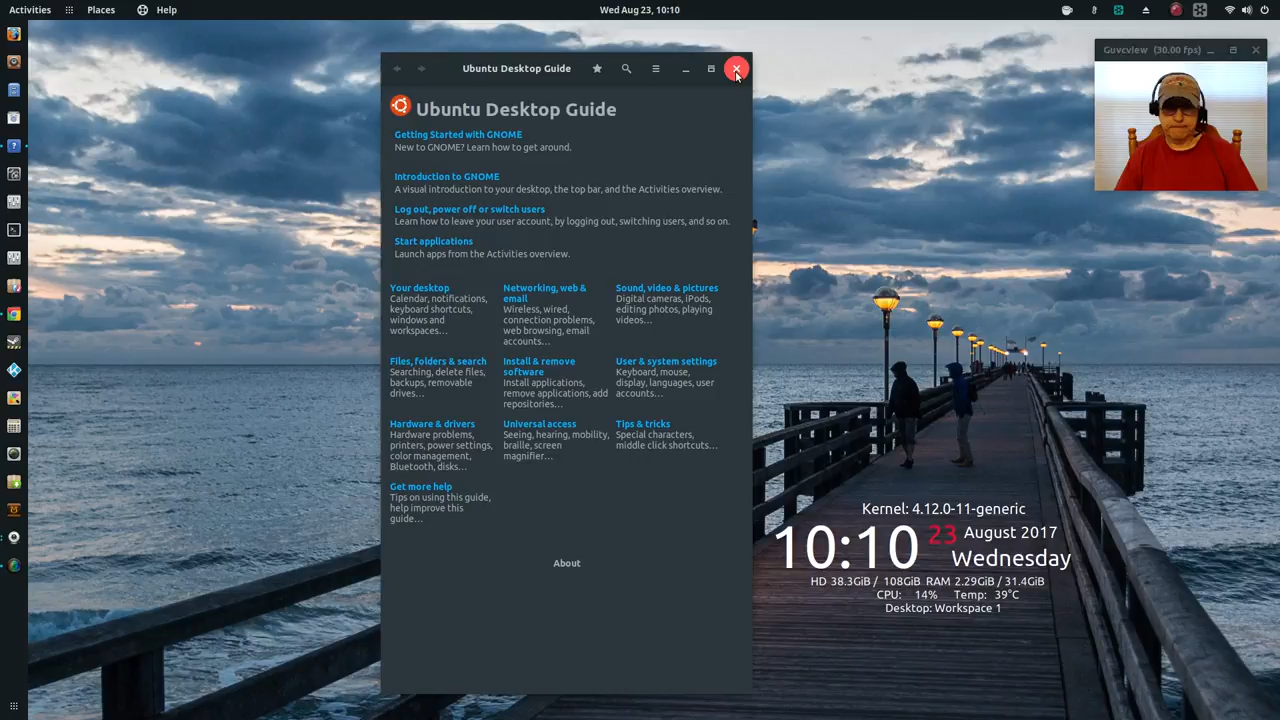 Activities
Places
Help
Wed Aug 23, 10:10
Guvcview (30.00 fps)
Ubuntu Desktop Guide
Ubuntu Desktop Guide
Getting Started with GNOME
New to GNOME? Learn how to get around.
Introduction to GNOME
A visual introduction to your desktop, the top bar, and the Activities overview.
Log out, power off or switch users
Learn how to leave your user account, by logging out, switching users, and so on.
Start applications
Launch apps from the Activities overview.
Your desktop
Calendar, notifications,
keyboard shortcuts,
windows and
workspaces…
Networking, web &
email
Wireless, wired,
connection problems,
web browsing, email
accounts…
Sound, video & pictures
Digital cameras, iPods,
editing photos, playing
videos…
Files, folders & search
Searching, delete files,
backups, removable
drives…
Install & remove
software
Install applications,
remove applications, add
repositories…
User & system settings
Keyboard, mouse,
display, languages, user
accounts…
Hardware & drivers
Hardware problems,
printers, power settings,
color management,
Bluetooth, disks…
Universal access
Seeing, hearing, mobility,
braille, screen
magnifier…
Tips & tricks
Special characters,
middle click shortcuts…
Get more help
Tips on using this guide,
help improve this
guide…
About
Kernel: 4.12.0-11-generic
10:10 23 August 2017
Wednesday
HD 38.3GiB / 108GiB RAM 2.29GiB / 31.4GiB
CPU: 14% Temp: 39°C
Desktop: Workspace 1